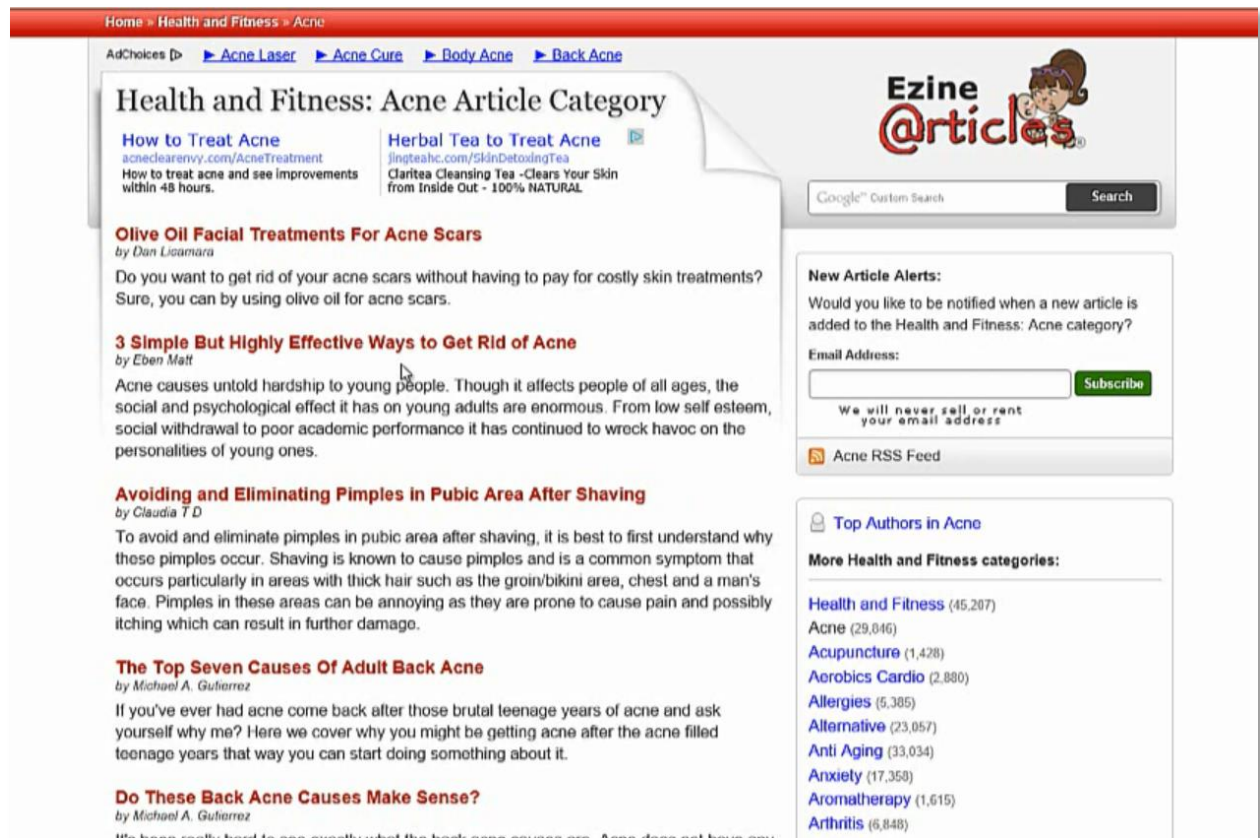 Home » Health and Fitness » Acne
AdChoices ▶ Acne Laser ▶ Acne Cure ▶ Body Acne ▶ Back Acne
Health and Fitness: Acne Article Category
How to Treat Acne
acneclearenvy.com/AcneTreatment
How to treat acne and see improvements
within 48 hours.
Herbal Tea to Treat Acne
jingteahc.com/SkinDetoxingTea
Claritea Cleansing Tea -Clears Your Skin
from Inside Out - 100% NATURAL
Ezine
@rticles®
Google™ Custom Search
Search
Olive Oil Facial Treatments For Acne Scars
by Dan Licamara
Do you want to get rid of your acne scars without having to pay for costly skin treatments?
Sure, you can by using olive oil for acne scars.
3 Simple But Highly Effective Ways to Get Rid of Acne
by Eben Matt
Acne causes untold hardship to young people. Though it affects people of all ages, the
social and psychological effect it has on young adults are enormous. From low self esteem,
social withdrawal to poor academic performance it has continued to wreck havoc on the
personalities of young ones.
Avoiding and Eliminating Pimples in Pubic Area After Shaving
by Claudia T D
To avoid and eliminate pimples in pubic area after shaving, it is best to first understand why
these pimples occur. Shaving is known to cause pimples and is a common symptom that
occurs particularly in areas with thick hair such as the groin/bikini area, chest and a man's
face. Pimples in these areas can be annoying as they are prone to cause pain and possibly
itching which can result in further damage.
The Top Seven Causes Of Adult Back Acne
by Michael A. Gutierrez
If you've ever had acne come back after those brutal teenage years of acne and ask
yourself why me? Here we cover why you might be getting acne after the acne filled
teenage years that way you can start doing something about it.
Do These Back Acne Causes Make Sense?
by Michael A. Gutierrez
It's been really hard to see exactly what the back acne causes are. Acne does not have any
New Article Alerts:
Would you like to be notified when a new article is
added to the Health and Fitness: Acne category?
Email Address:
Subscribe
We will never sell or rent
your email address
Acne RSS Feed
Top Authors in Acne
More Health and Fitness categories:
Health and Fitness (45,207)
Acne (29,846)
Acupuncture (1,428)
Aerobics Cardio (2,880)
Allergies (5,385)
Alternative (23,057)
Anti Aging (33,034)
Anxiety (17,358)
Aromatherapy (1,615)
Arthritis (6,848)